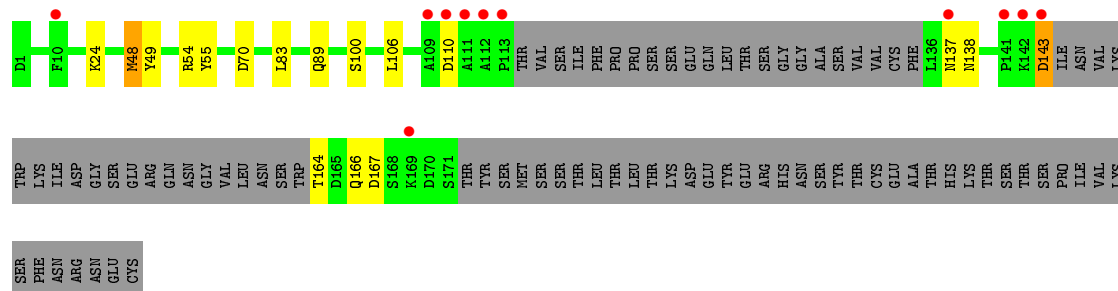 D1 F10 K24 M48 Y49 R54 Y55 D70 L83 Q89 S100 L106 A109 D110 A111 A112 P113 THR VAL SER ILE PHE PRO PRO SER SER GLU GLN LEU THR SER GLY GLY ALA SER VAL VAL CYS PHE L136 N137 N138 P141 K142 D143 ILE ASN VAL LYS
TRP LYS ILE ASP GLY SER GLU ARG GLN ASN GLY VAL LEU ASN SER TRP T164 D165 Q166 D167 S168 K169 D170 S171 THR TYR SER MET SER SER THR LEU THR LEU THR LYS ASP GLU TYR GLU ARG HIS ASN SER TYR THR CYS GLU ALA THR HIS LYS THR SER THR SER PRO ILE VAL LYS
SER PHE ASN ARG ASN GLU CYS